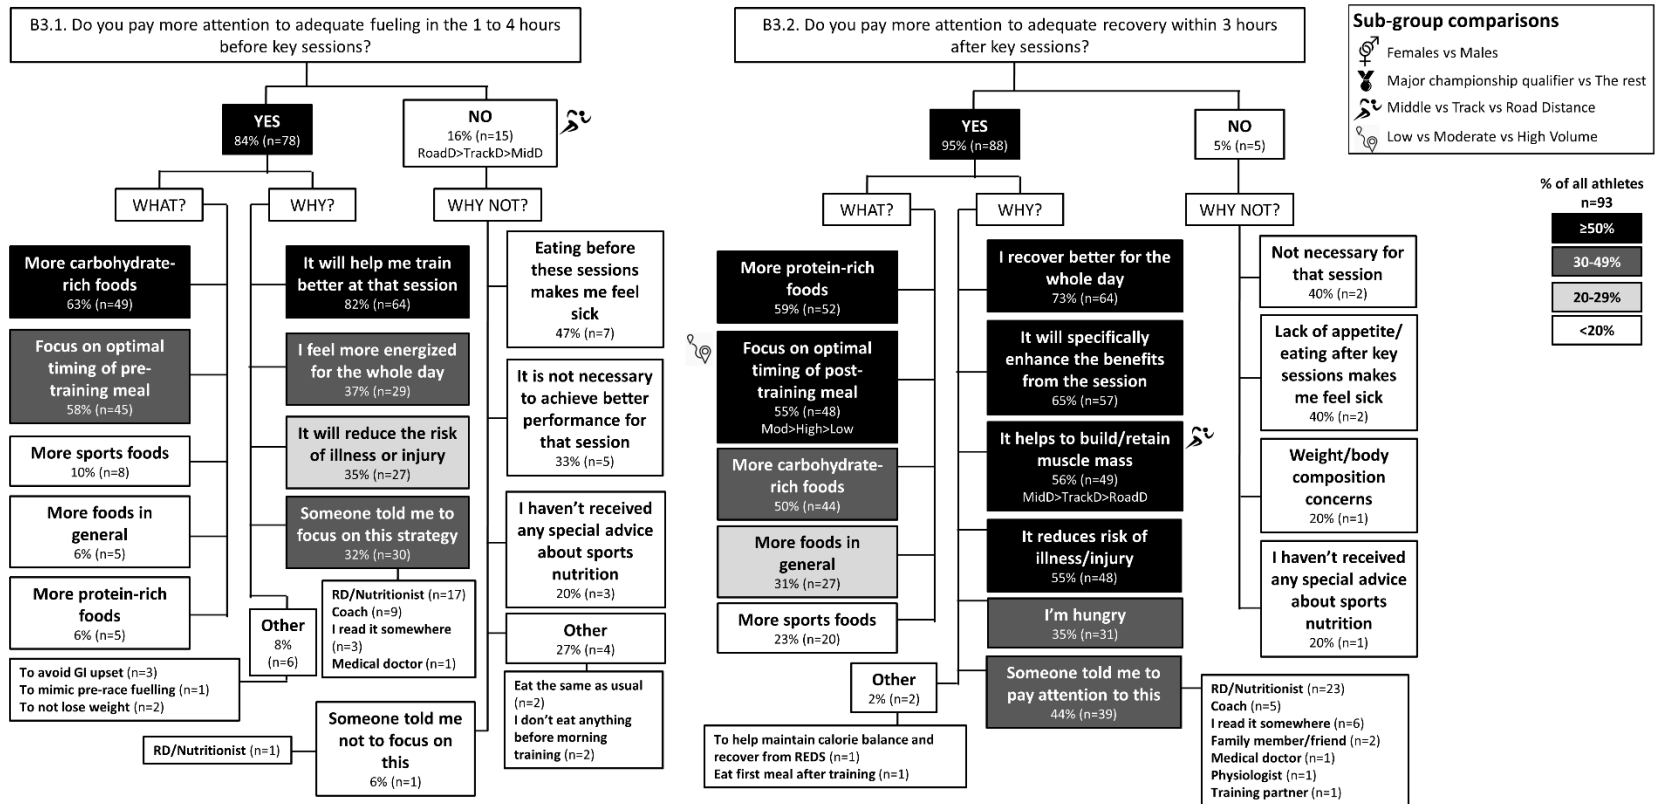 B3.1. Do you pay more attention to adequate fueling in the 1 to 4 hours
before key sessions?
YES
84% (n=78)
NO
16% (n=15)
RoadD>TrackD>MidD
WHAT?
WHY?
WHY NOT?
More carbohydrate-
rich foods
63% (n=49)
Focus on optimal
timing of pre-
training meal
58% (n=45)
More sports foods
10% (n=8)
More foods in
general
6% (n=5)
More protein-rich
foods
6% (n=5)
It will help me train
better at that session
82% (n=64)
I feel more energized
for the whole day
37% (n=29)
It will reduce the risk
of illness or injury
35% (n=27)
Someone told me to
focus on this strategy
32% (n=30)
RD/Nutritionist (n=17)
Coach (n=9)
I read it somewhere
(n=3)
Medical doctor (n=1)
Other
8%
(n=6)
To avoid GI upset (n=3)
To mimic pre-race fuelling (n=1)
To not lose weight (n=2)
Eating before
these sessions
makes me feel
sick
47% (n=7)
It is not necessary
to achieve better
performance for
that session
33% (n=5)
I haven't received
any special advice
about sports
nutrition
20% (n=3)
Other
27% (n=4)
Eat the same as usual
(n=2)
I don't eat anything
before morning
training (n=2)
Someone told me
not to focus on
this
6% (n=1)
RD/Nutritionist (n=1)
B3.2. Do you pay more attention to adequate recovery within 3 hours
after key sessions?
YES
95% (n=88)
NO
5% (n=5)
WHAT?
WHY?
WHY NOT?
More protein-rich
foods
59% (n=52)
Focus on optimal
timing of post-
training meal
55% (n=48)
Mod>High>Low
More carbohydrate-
rich foods
50% (n=44)
More foods in
general
31% (n=27)
More sports foods
23% (n=20)
I recover better for the
whole day
73% (n=64)
It will specifically
enhance the benefits
from the session
65% (n=57)
It helps to build/retain
muscle mass
56% (n=49)
MidD>TrackD>RoadD
It reduces risk of
illness/injury
55% (n=48)
I'm hungry
35% (n=31)
Someone told me to
pay attention to this
44% (n=39)
RD/Nutritionist (n=23)
Coach (n=5)
I read it somewhere (n=6)
Family member/friend (n=2)
Medical doctor (n=1)
Physiologist (n=1)
Training partner (n=1)
Other
2% (n=2)
To help maintain calorie balance and
recover from REDS (n=1)
Eat first meal after training (n=1)
Not necessary for
that session
40% (n=2)
Lack of appetite/
eating after key
sessions makes
me feel sick
40% (n=2)
Weight/body
composition
concerns
20% (n=1)
I haven't received
any special advice
about sports
nutrition
20% (n=1)
Sub-group comparisons
Females vs Males
Major championship qualifier vs The rest
Middle vs Track vs Road Distance
Low vs Moderate vs High Volume
% of all athletes
n=93
≥50%
30-49%
20-29%
<20%